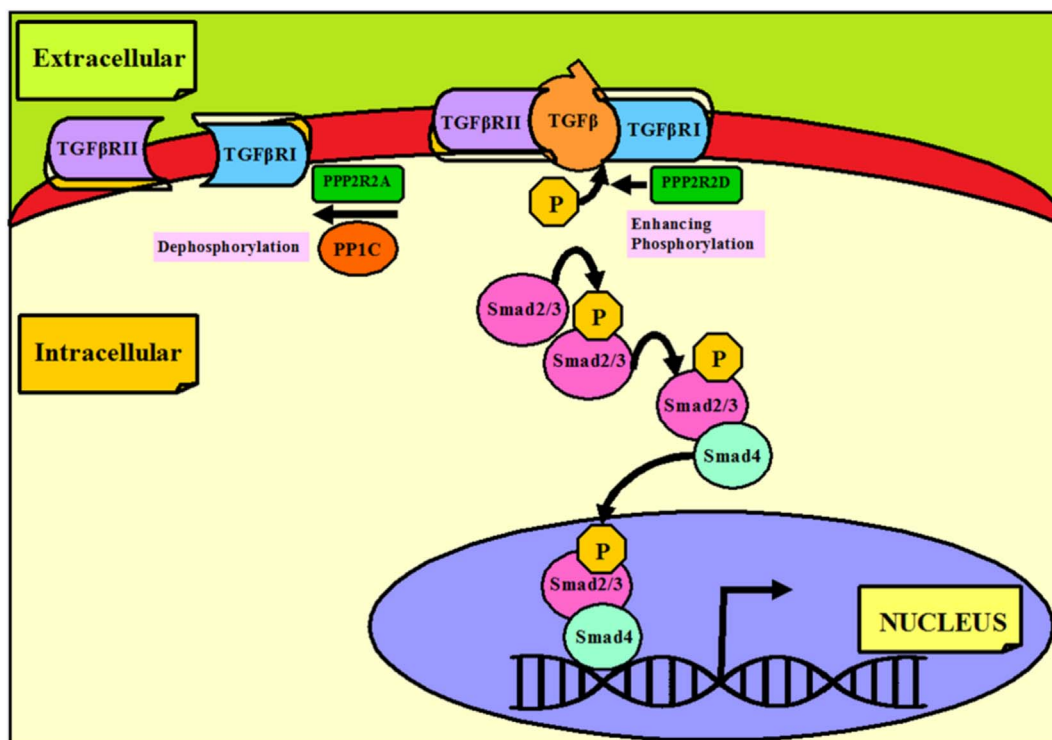 Extracellular
TGFβRII
TGFβRI
TGFβRII
TGFβ
TGFβRI
PPP2R2A
PP1C
Dephosphorylation
P
PPP2R2D
Enhancing
Phosphorylation
Intracellular
Smad2/3
P
Smad2/3
P
Smad2/3
Smad4
P
Smad2/3
Smad4
NUCLEUS